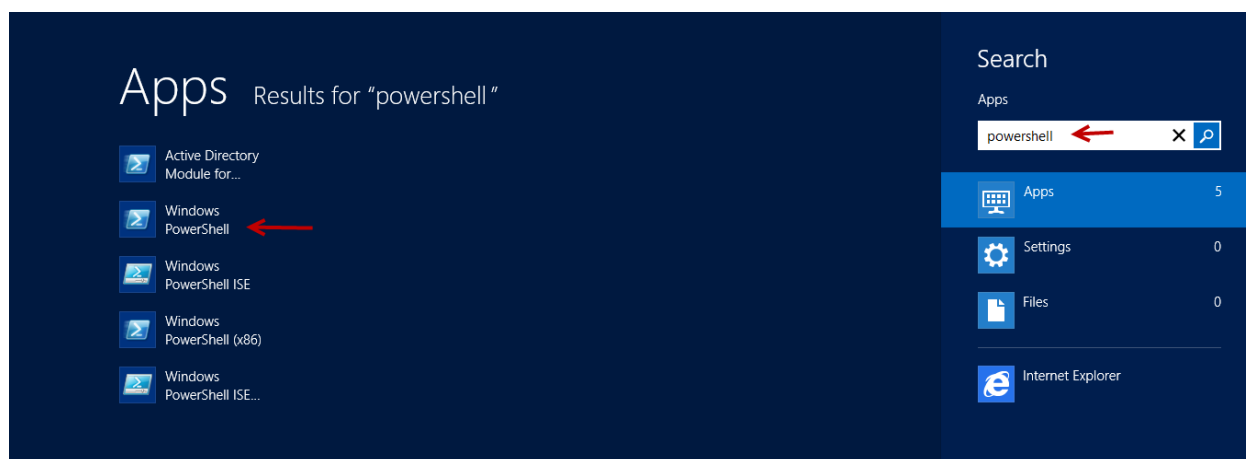 Apps Results for “powershell”
Active Directory
Module for...
Windows
PowerShell
Windows
PowerShell ISE
Windows
PowerShell (x86)
Windows
PowerShell ISE...
Search
Apps
powershell
Apps 5
Settings 0
Files 0
Internet Explorer